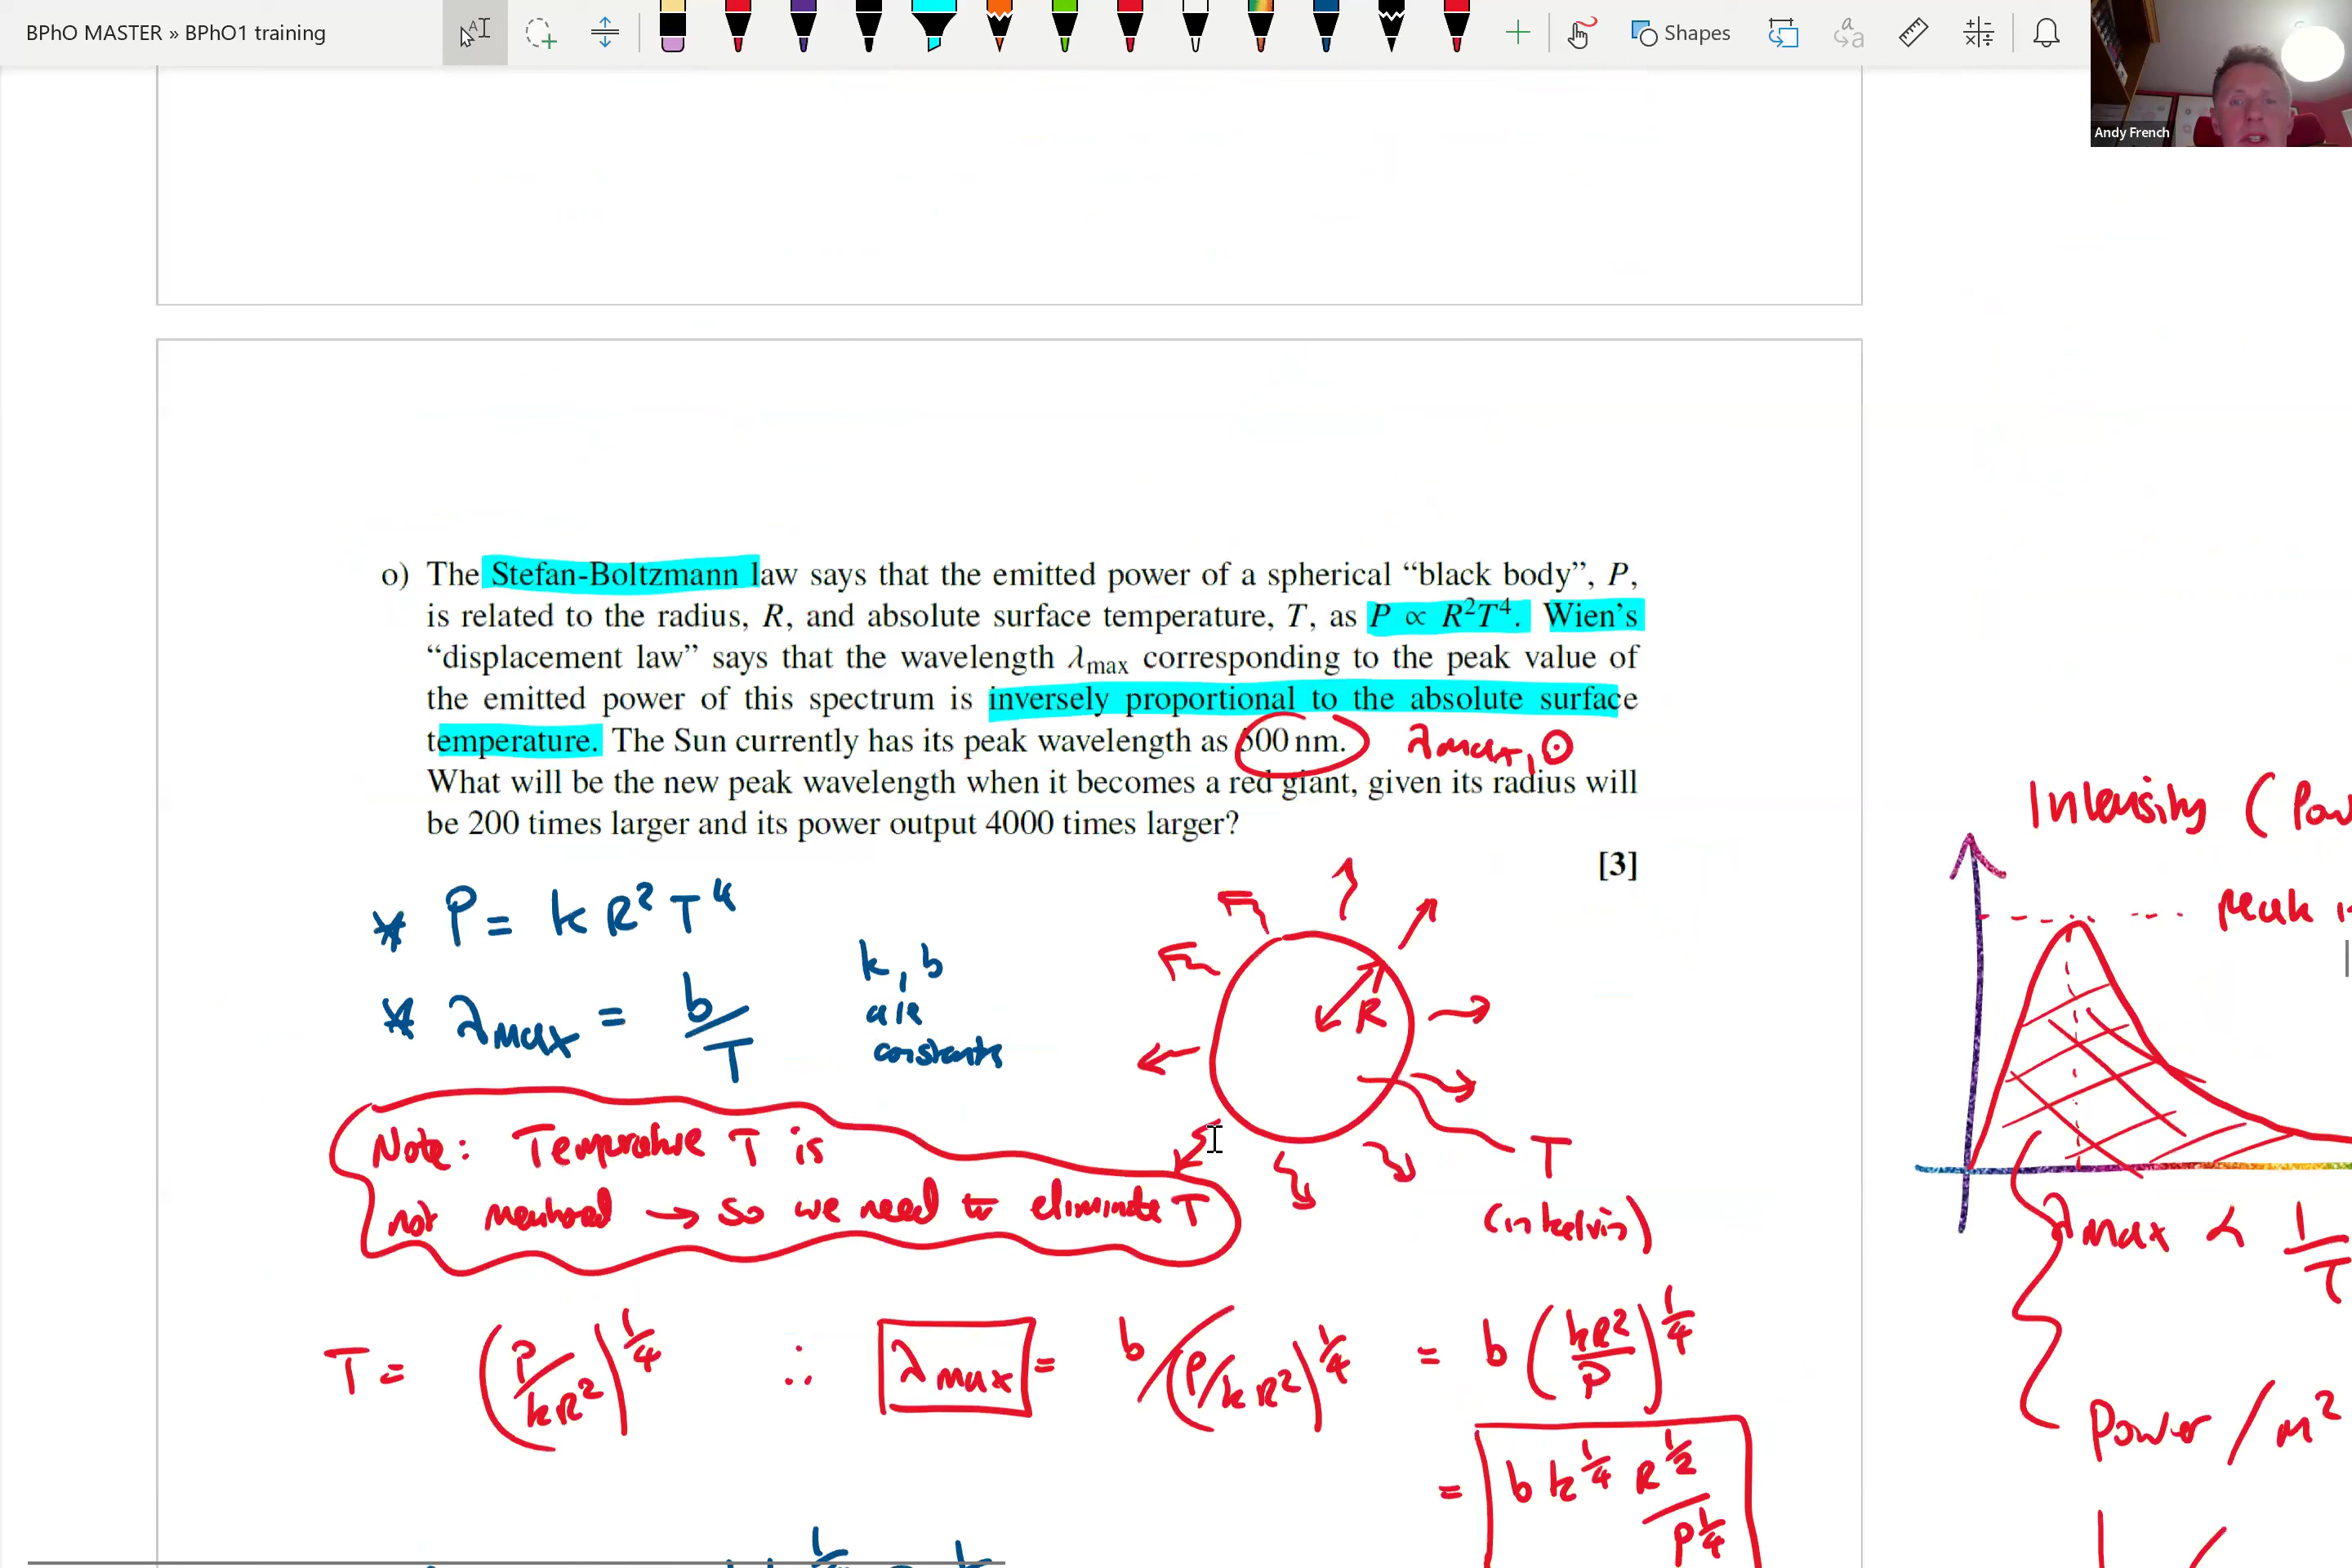 BPhO MASTER » BPhO1 training
Shapes
Andy French
o) The Stefan-Boltzmann law says that the emitted power of a spherical “black body”, P,
is related to the radius, R, and absolute surface temperature, T, as P ∝ R²T⁴. Wien’s
“displacement law” says that the wavelength λmax corresponding to the peak value of
the emitted power of this spectrum is inversely proportional to the absolute surface
temperature. The Sun currently has its peak wavelength as 500 nm. λmax,⊙
What will be the new peak wavelength when it becomes a red giant, given its radius will
be 200 times larger and its power output 4000 times larger?
[3]
* P = k R² T⁴
* λmax = b/T
k, b
are
constants
R
T
(in kelvin)
Note: Temperature T is
not mentioned → so we need to eliminate T
T = (P/kR²)^1/4 ∴ λmax = b/(P/kR²)^1/4 = b(kR²/P)^1/4
= b k^1/4 R^1/2 / P^1/4
Intensity (Pow
peak
λmax ∝ 1/T
Power / m²